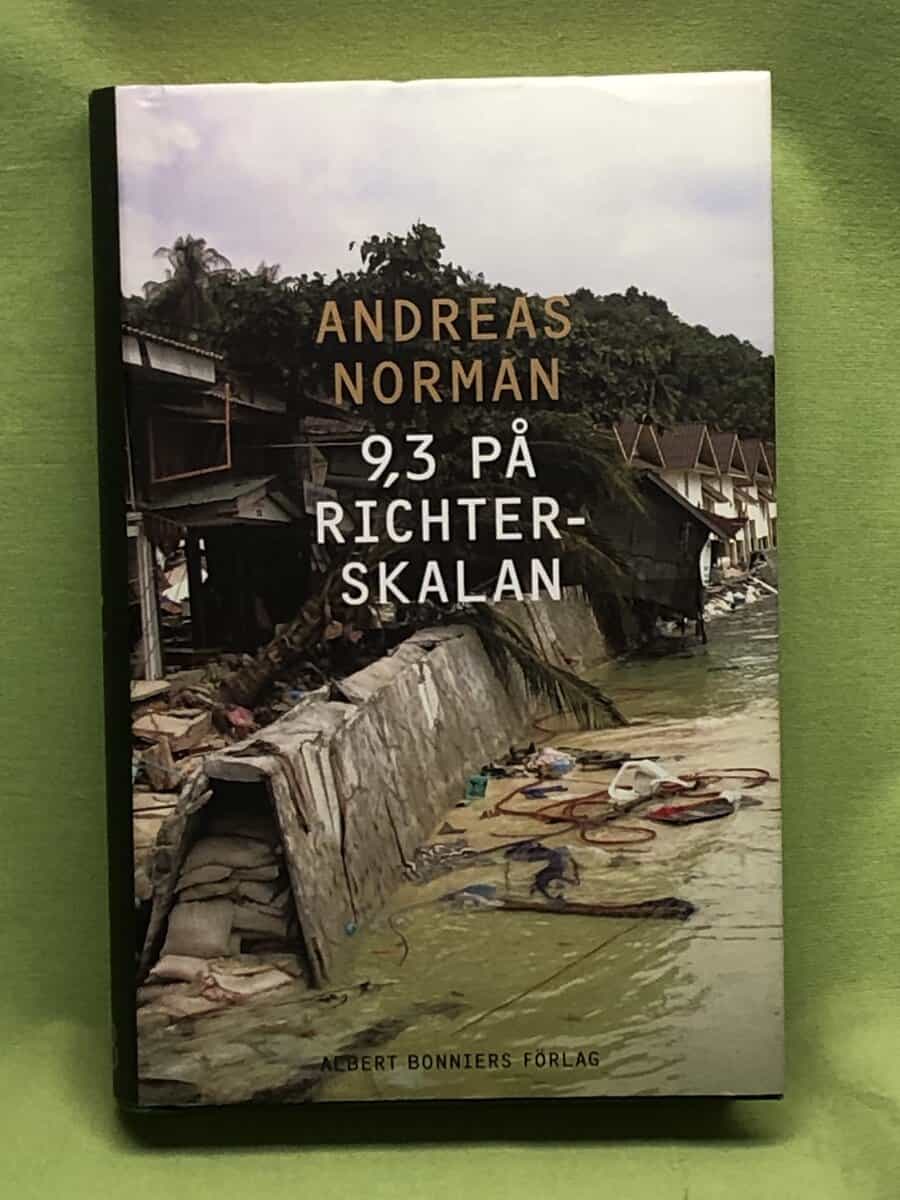 ANDREAS
NORMAN
9,3 PÅ
RICHTER-
SKALAN
ALBERT BONNIERS FÖRLAG